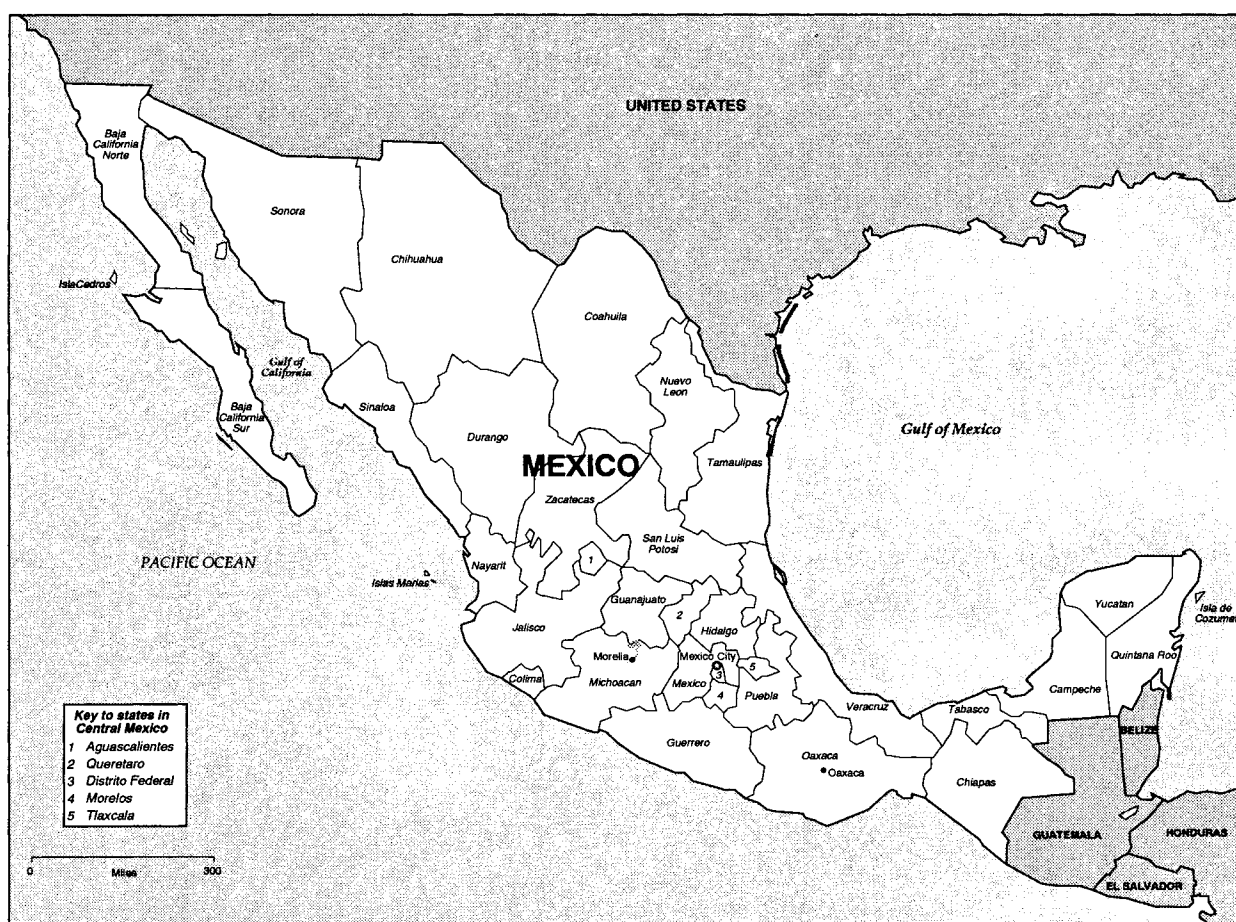 UNITED STATES
Baja
California
Norte
Sonora
Chihuahua
IslaCedros
Coahuila
Gulf of
California
Nuevo
Leon
Sinaloa
Baja
California
Sur
Durango
Gulf of Mexico
MEXICO
Tamaulipas
Zacatecas
San Luis
Potosi
PACIFIC OCEAN
Nayarit
1
Islas Marias
Guanajuato
2
Yucatan
Isla de
Cozumel
Jalisco
Hidalgo
Morelia
Mexico City
5
Quintana Roo
3
Colima
Michoacan
Mexico
4
Puebla
Campeche
Veracruz
Tabasco
BELIZE
Key to states in
Central Mexico
1 Aguascalientes
2 Queretaro
3 Distrito Federal
4 Morelos
5 Tlaxcala
Guerrero
Oaxaca
Oaxaca
Chiapas
GUATEMALA
HONDURAS
0 Miles 300
EL SALVADOR